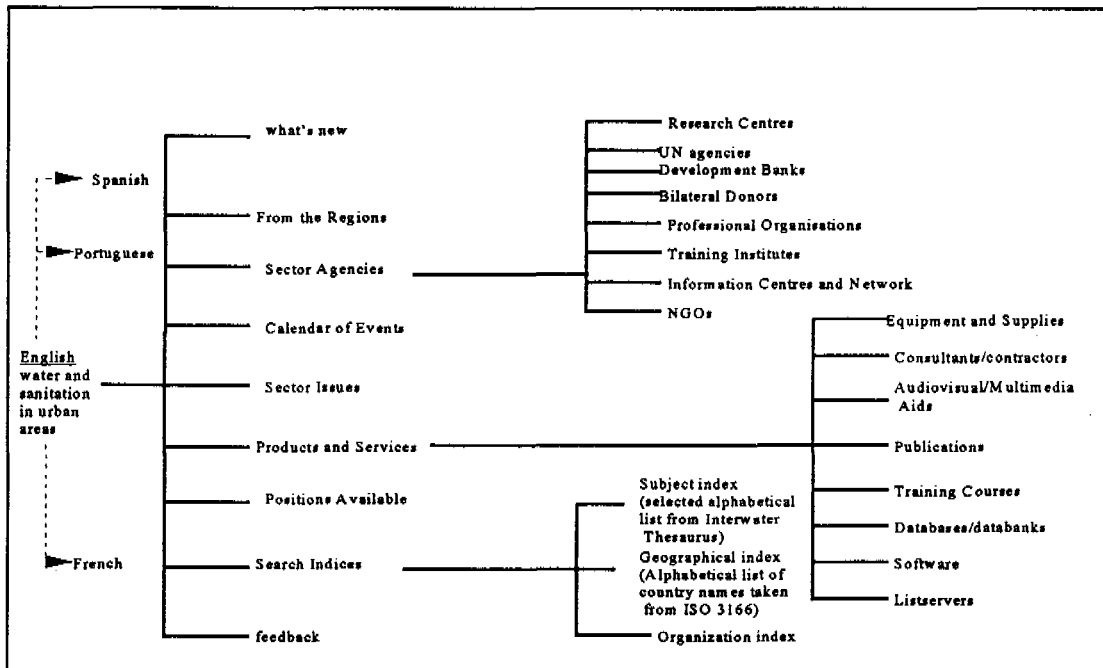 Spanish
Portuguese
English
water and
sanitation
in urban
areas
French
what's new
From the Regions
Sector Agencies
Calendar of Events
Sector Issues
Products and Services
Positions Available
Search Indices
feedback
Research Centres
UN agencies
Development Banks
Bilateral Donors
Professional Organisations
Training Institutes
Information Centres and Network
NGOs
Equipment and Supplies
Consultants/contractors
Audiovisual/Multimedia
Aids
Publications
Training Courses
Databases/databanks
Software
Listservers
Subject index
(selected alphabetical
list from Interwater
Thesaurus)
Geographical index
(Alphabetical list of
country names taken
from ISO 3166)
Organization index